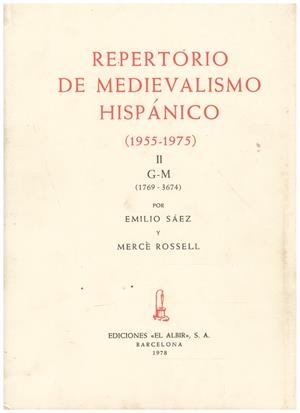 REPERTORIO
DE MEDIEVALISMO
HISPÁNICO
(1955-1975)
II
G-M
(1769-3674)
POR
EMILIO SÁEZ
Y
MERCÈ ROSSELL
EDICIONES «EL ALBIR», S. A.
BARCELONA
1978